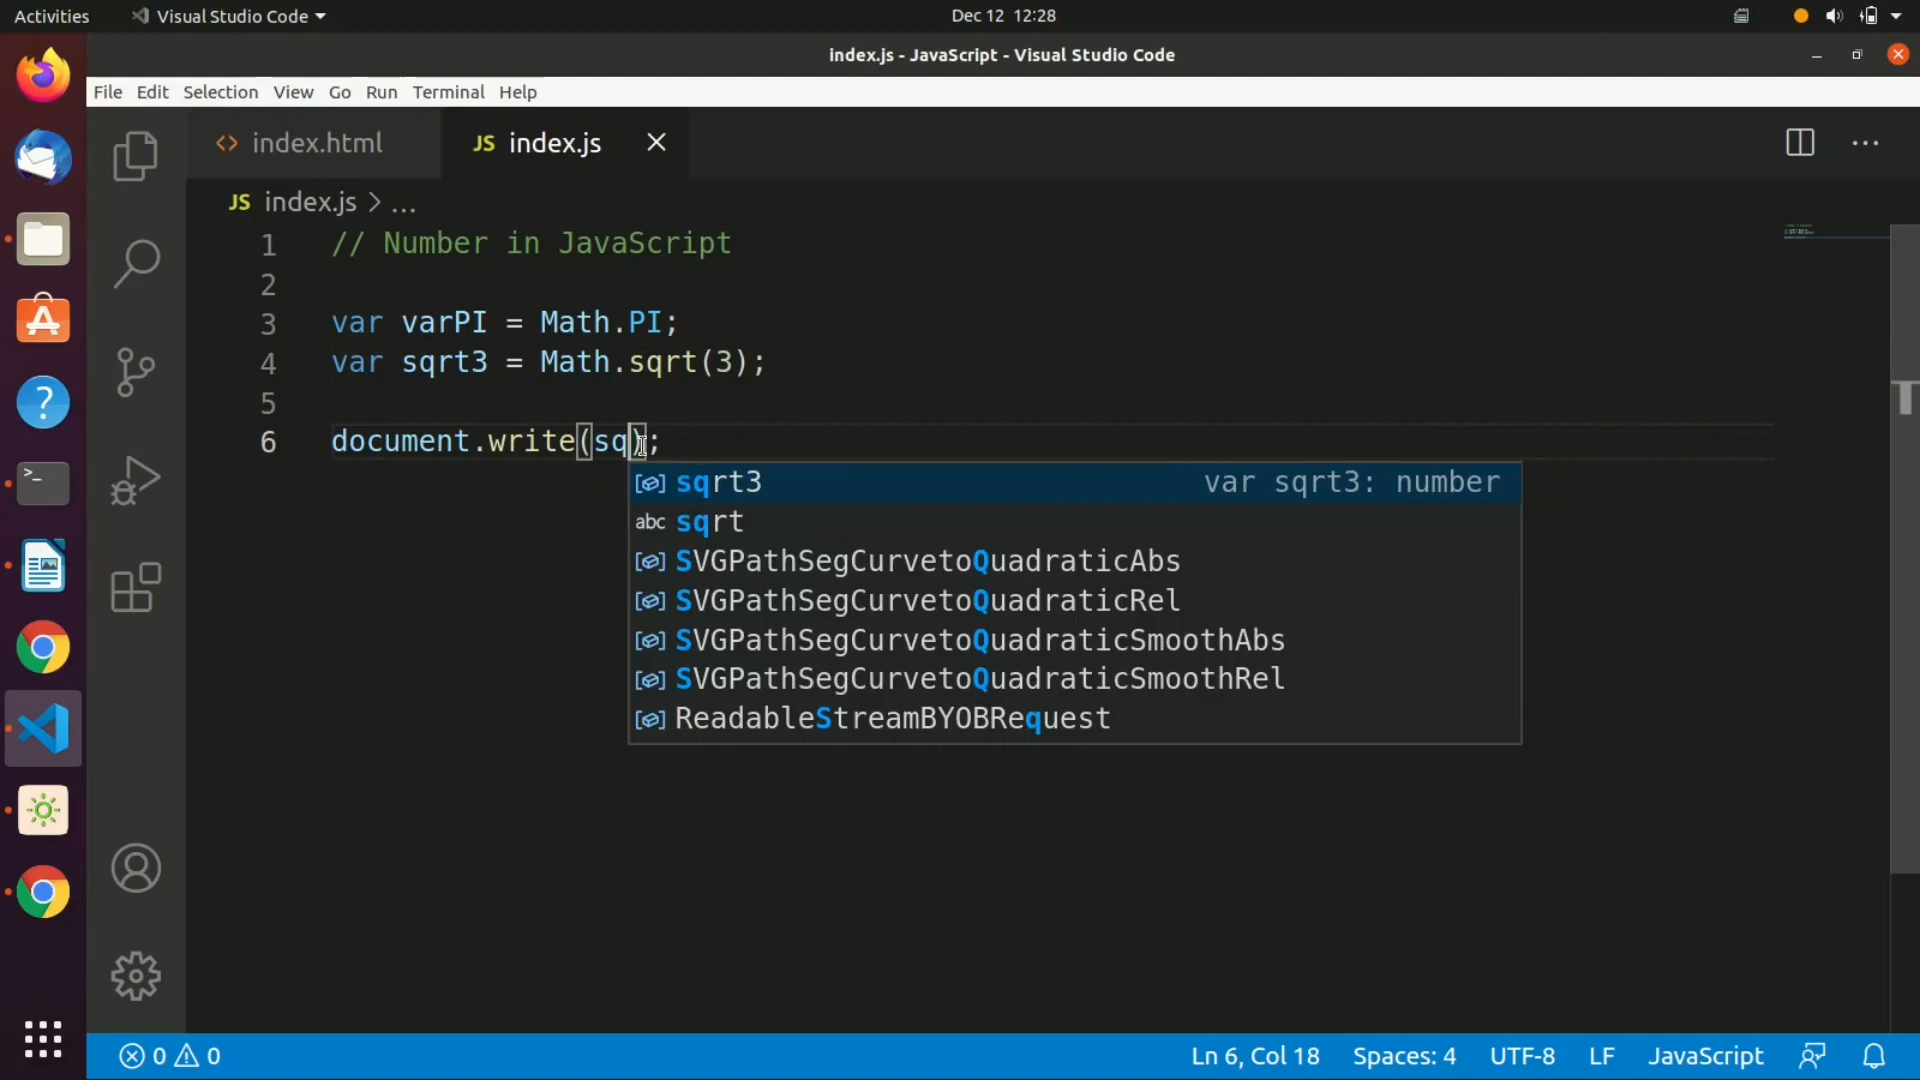 Activities
Visual Studio Code
Dec 12 12:28
index.js - JavaScript - Visual Studio Code
File Edit Selection View Go Run Terminal Help
index.html
JS index.js
JS index.js > ...
1 // Number in JavaScript
2
3 var varPI = Math.PI;
4 var sqrt3 = Math.sqrt(3);
5
6 document.write(sq);
sqrt3 var sqrt3: number
abc sqrt
SVGPathSegCurvetoQuadraticAbs
SVGPathSegCurvetoQuadraticRel
SVGPathSegCurvetoQuadraticSmoothAbs
SVGPathSegCurvetoQuadraticSmoothRel
ReadableStreamBYOBRequest
0 0
Ln 6, Col 18 Spaces: 4 UTF-8 LF JavaScript